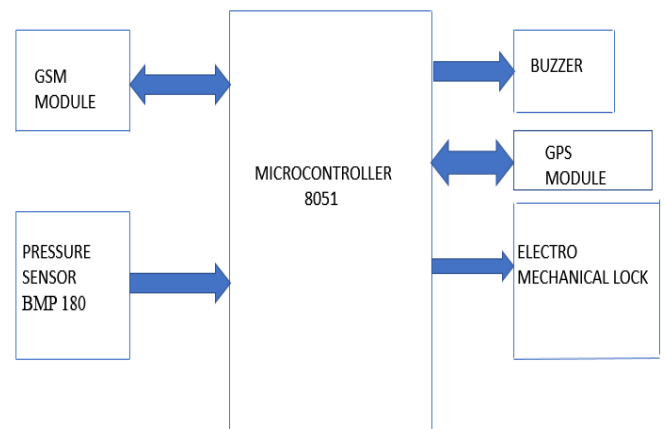 GSM
MODULE
PRESSURE
SENSOR
BMP 180
MICROCONTROLLER
8051
BUZZER
GPS
MODULE
ELECTRO
MECHANICAL LOCK